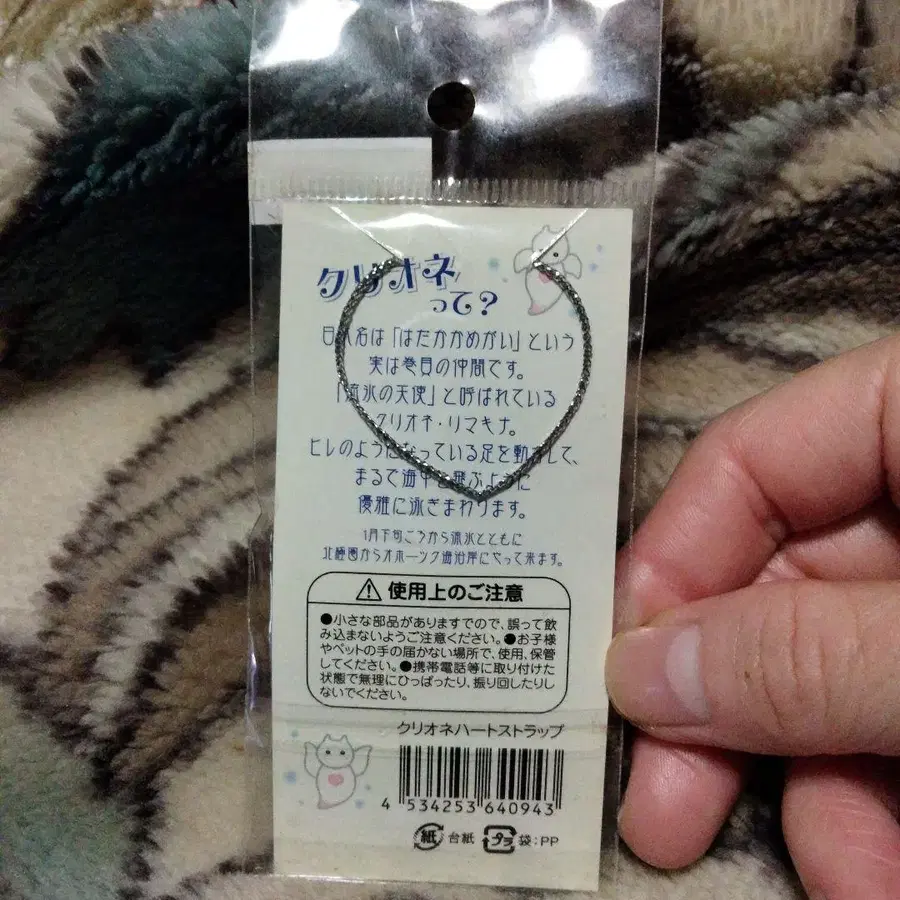 クリオネ
って?
日本名は「はだかかめがい」という
実は巻貝の仲間です。
「流氷の天使」と呼ばれている
クリオネ・リマキナ。
ヒレのようになっている足を動かして、
まるで海中を飛ぶように
優雅に泳ぎまわります。
1月下旬ごろから流氷とともに
北極圏からオホーツク海沿岸にやって来ます。
使用上のご注意
●小さな部品がありますでので、誤って飲
み込まないようご注意ください。●お子様
やペットの手の届かない場所で、使用、保管
してください。●携帯電話等に取り付けた
状態で無理にひっぱったり、振り回したりし
ないでください。
クリオネハートストラップ
4 534253 640943
紙 台紙 プラ 袋:PP